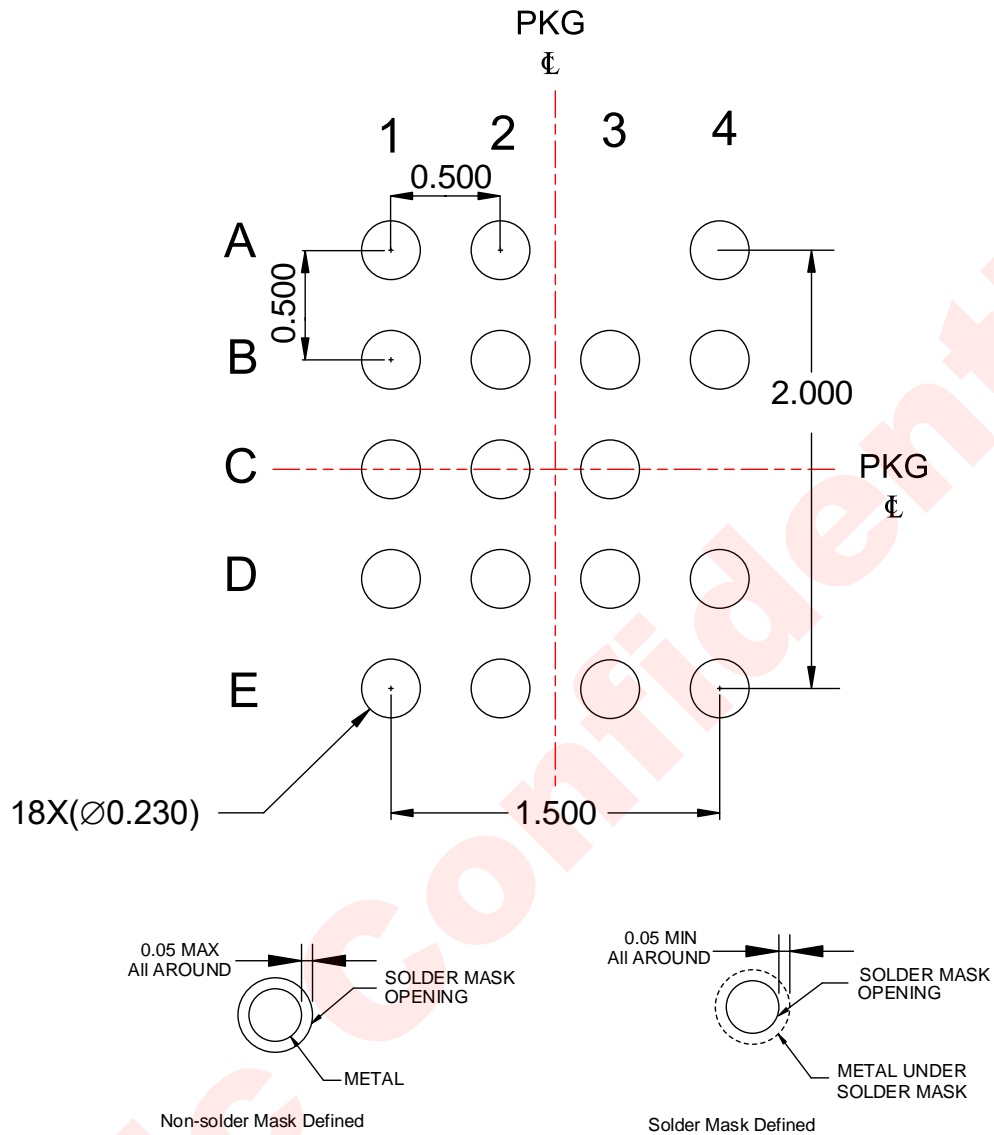 PKG
℄
1 2 3 4
0.500
A
0.500
B
2.000
C
PKG
℄
D
E
18X(∅0.230)
1.500
0.05 MAX
All AROUND
SOLDER MASK
OPENING
METAL
Non-solder Mask Defined
0.05 MIN
All AROUND
SOLDER MASK
OPENING
METAL UNDER
SOLDER MASK
Solder Mask Defined
c Confidenti